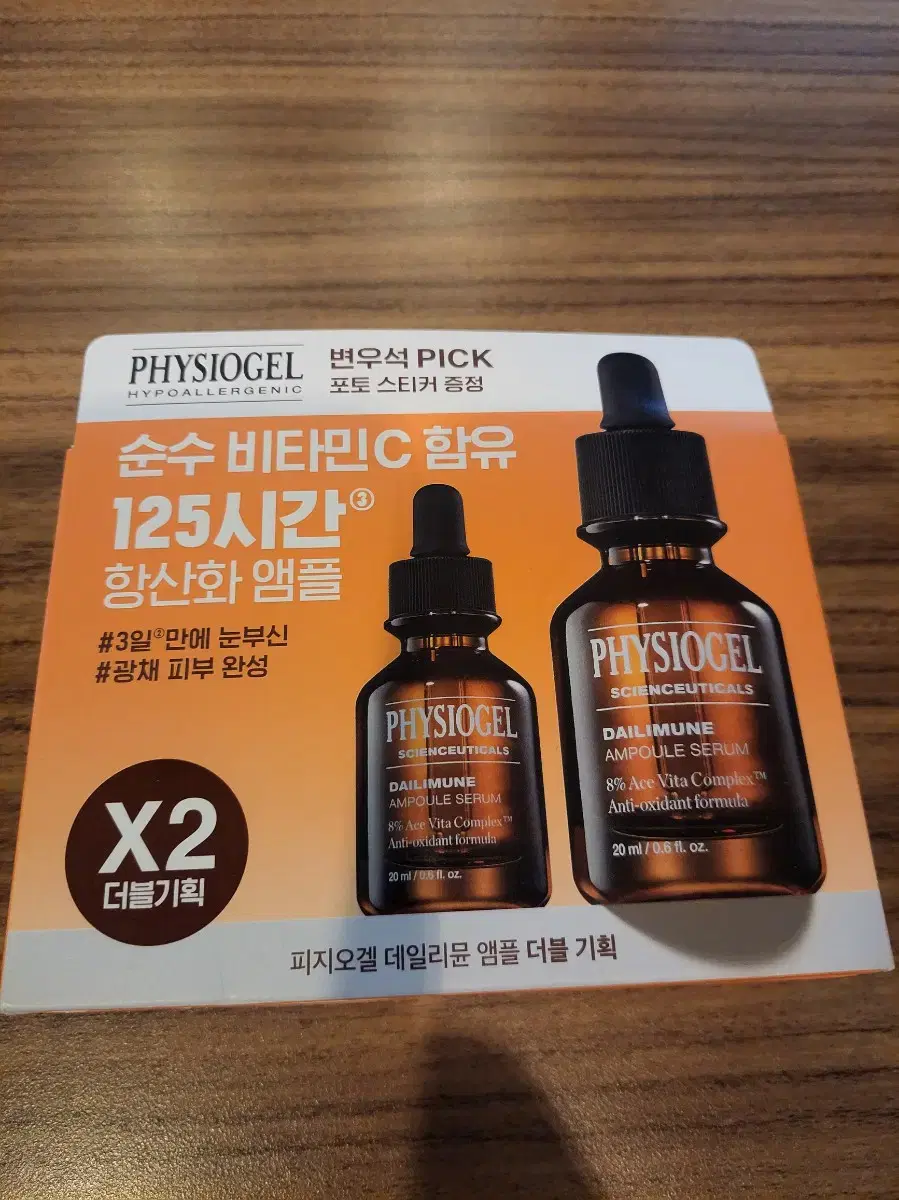 PHYSIOGEL
HYPOALLERGENIC
변우석 PICK
포토 스티커 증정
순수 비타민C 함유
125시간③
항산화 앰플
#3일②만에 눈부신
#광채 피부 완성
X2
더블기획
PHYSIOGEL
SCIENCEUTICALS
DAILIMUNE
AMPOULE SERUM
8% Ace Vita Complex™
Anti-oxidant formula
20 ml / 0.6 fl. oz.
PHYSIOGEL
SCIENCEUTICALS
DAILIMUNE
AMPOULE SERUM
8% Ace Vita Complex™
Anti-oxidant formula
20 ml / 0.6 fl. oz.
피지오겔 데일리뮨 앰플 더블 기획